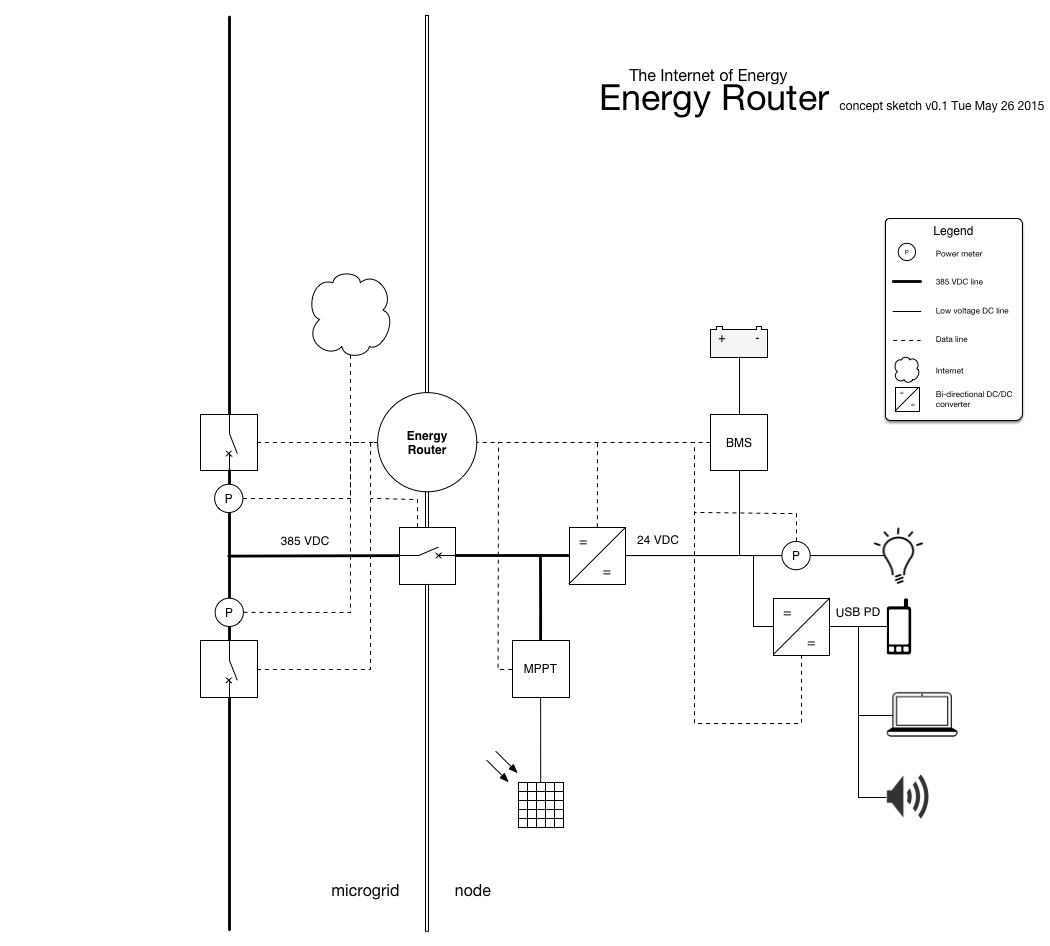 The Internet of Energy
Energy Router concept sketch v0.1 Tue May 26 2015
Legend
P Power meter
385 VDC line
Low voltage DC line
Data line
Internet
= = Bi-directional DC/DC
converter
+ -
Energy
Router
BMS
P
385 VDC
=
=
24 VDC
P
P
=
=
USB PD
MPPT
microgrid
node